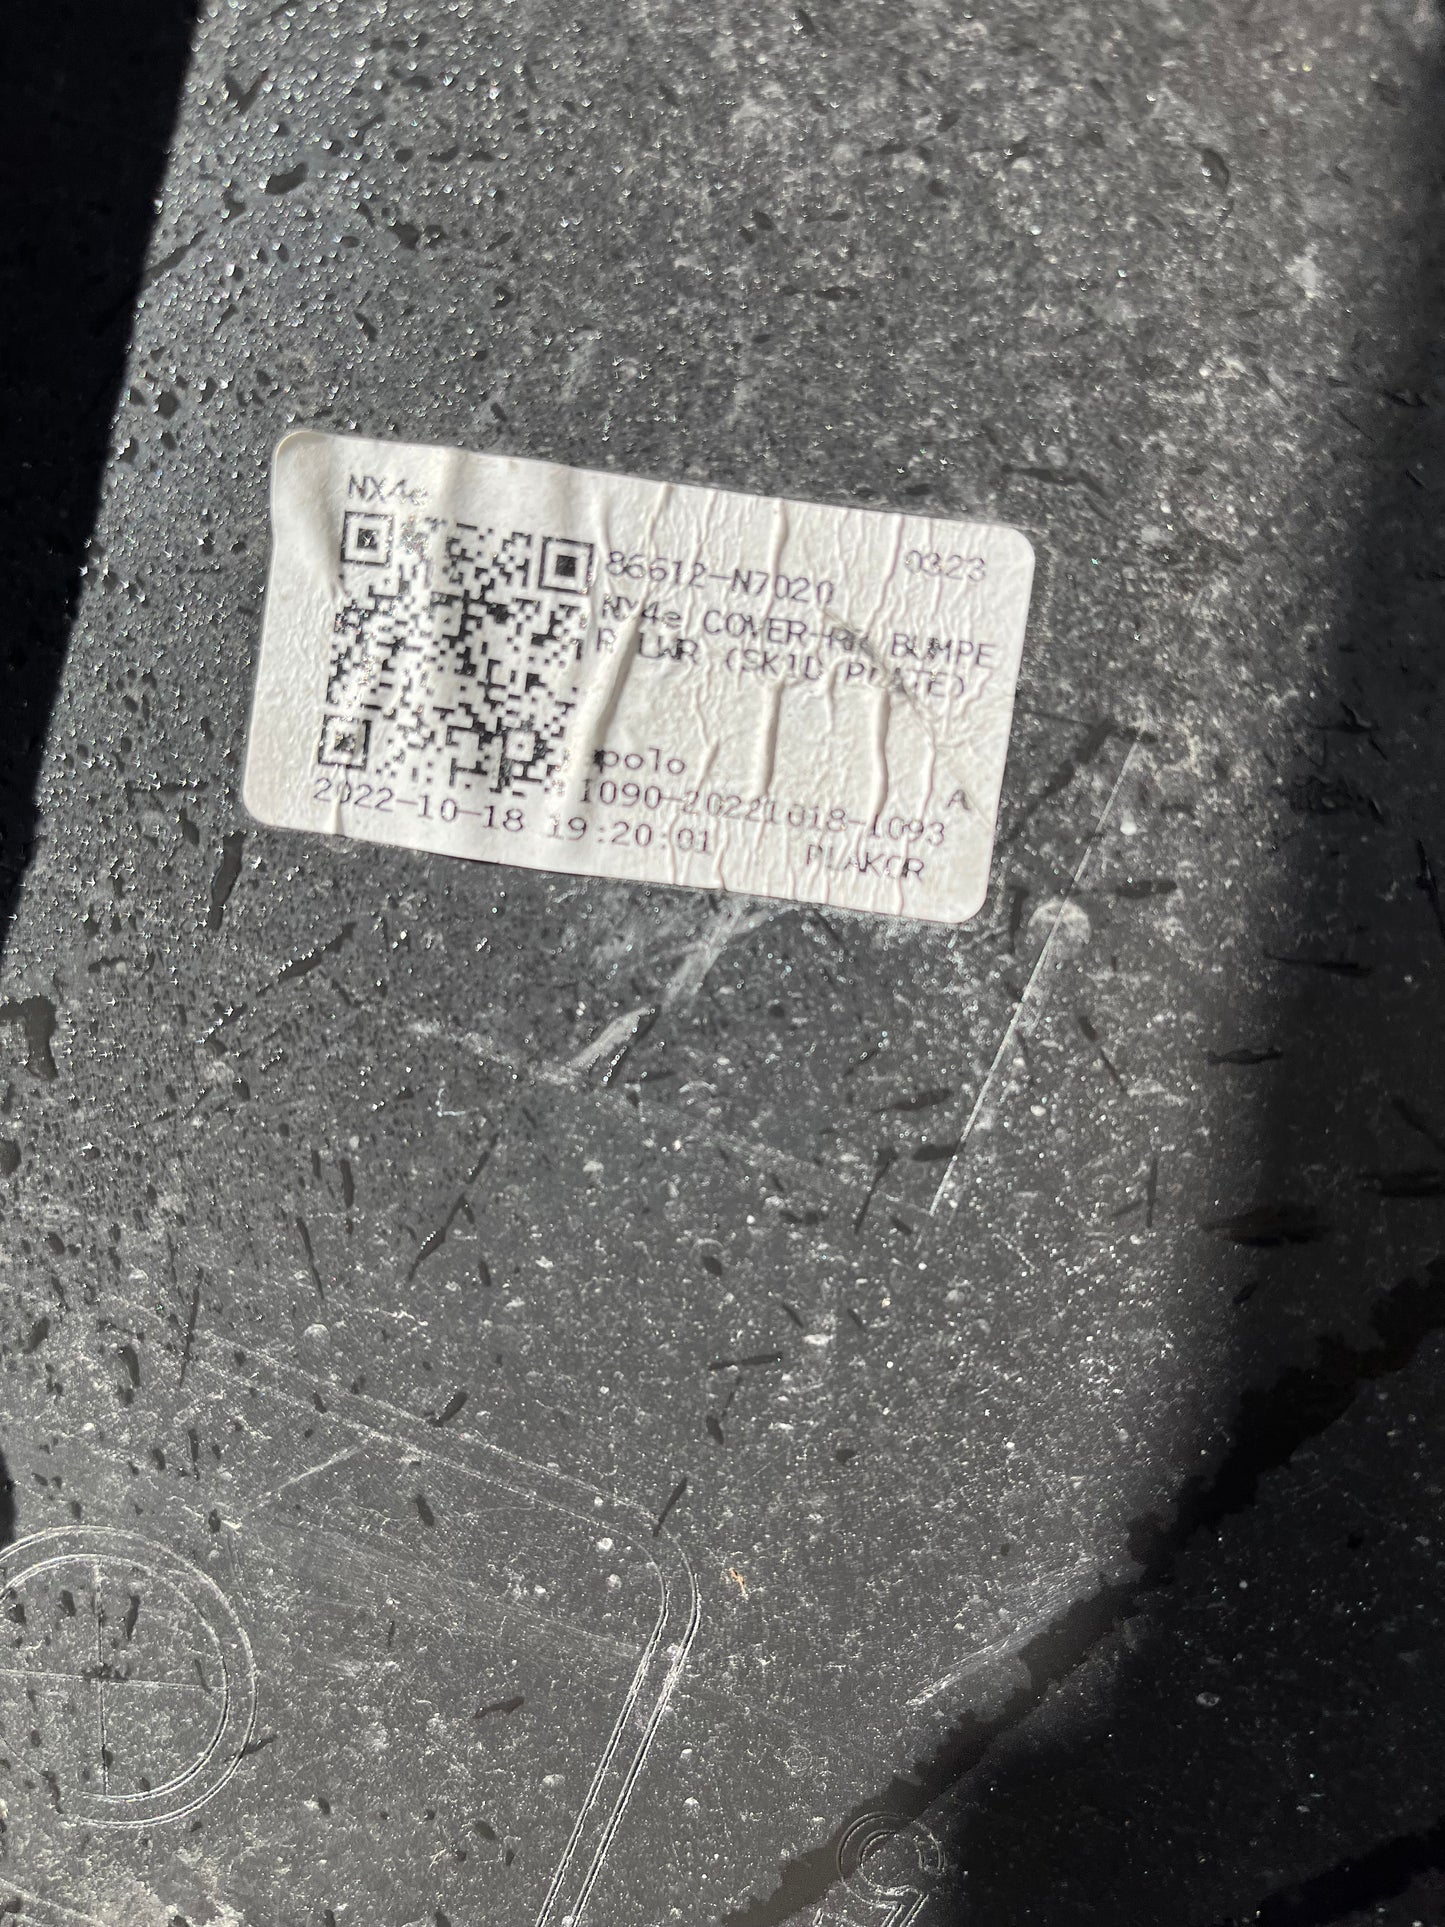 NX4e
86612-N7020 0323
NX4e COVER-RR BUMPE
R LWR (SKID PLATE)
polo
1090-20221018-1093 A
2022-10-18 19:20:01 PLAKOR
5